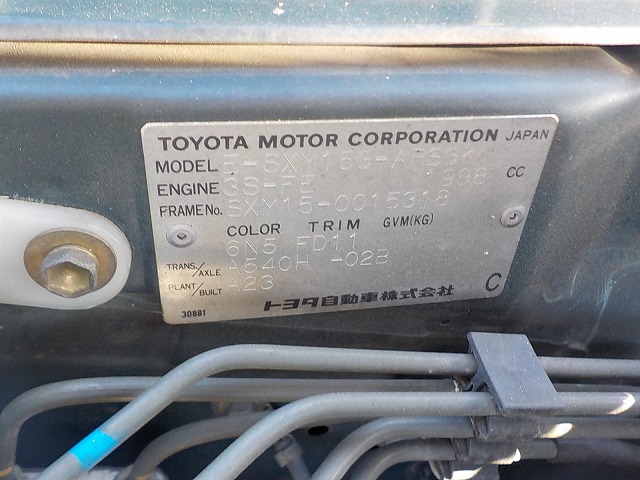 TOYOTA MOTOR CORPORATION JAPAN
MODEL
ENGINE 3S-FE 1998 CC
FRAME No. SXM15-0015318
COLOR TRIM GVM(KG)
6N5 FD11
TRANS./AXLE A540H -02B
PLANT/BUILT A23
トヨタ自動車株式会社 C
30881